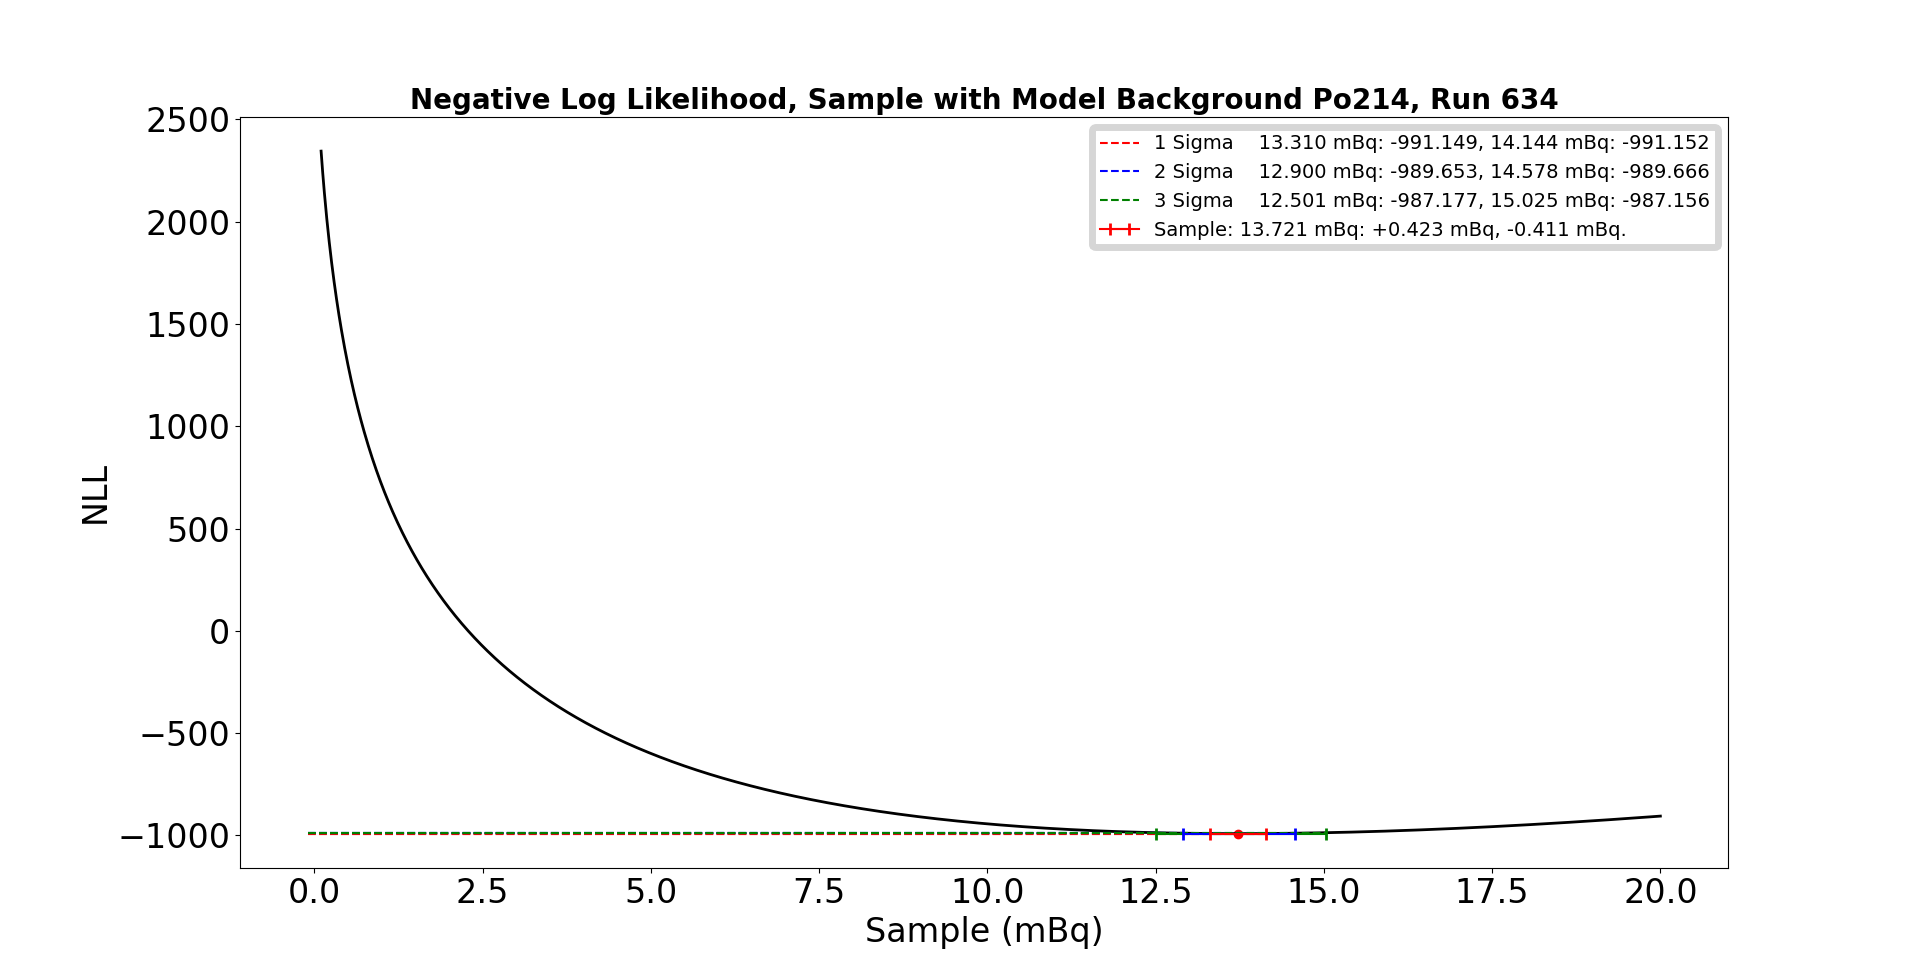 Negative Log Likelihood, Sample with Model Background Po214, Run 634
2500
2000
1500
1000
500
0
−500
−1000
NLL
1 Sigma    13.310 mBq: -991.149, 14.144 mBq: -991.152
2 Sigma    12.900 mBq: -989.653, 14.578 mBq: -989.666
3 Sigma    12.501 mBq: -987.177, 15.025 mBq: -987.156
Sample: 13.721 mBq: +0.423 mBq, -0.411 mBq.
0.0 2.5 5.0 7.5 10.0 12.5 15.0 17.5 20.0
Sample (mBq)